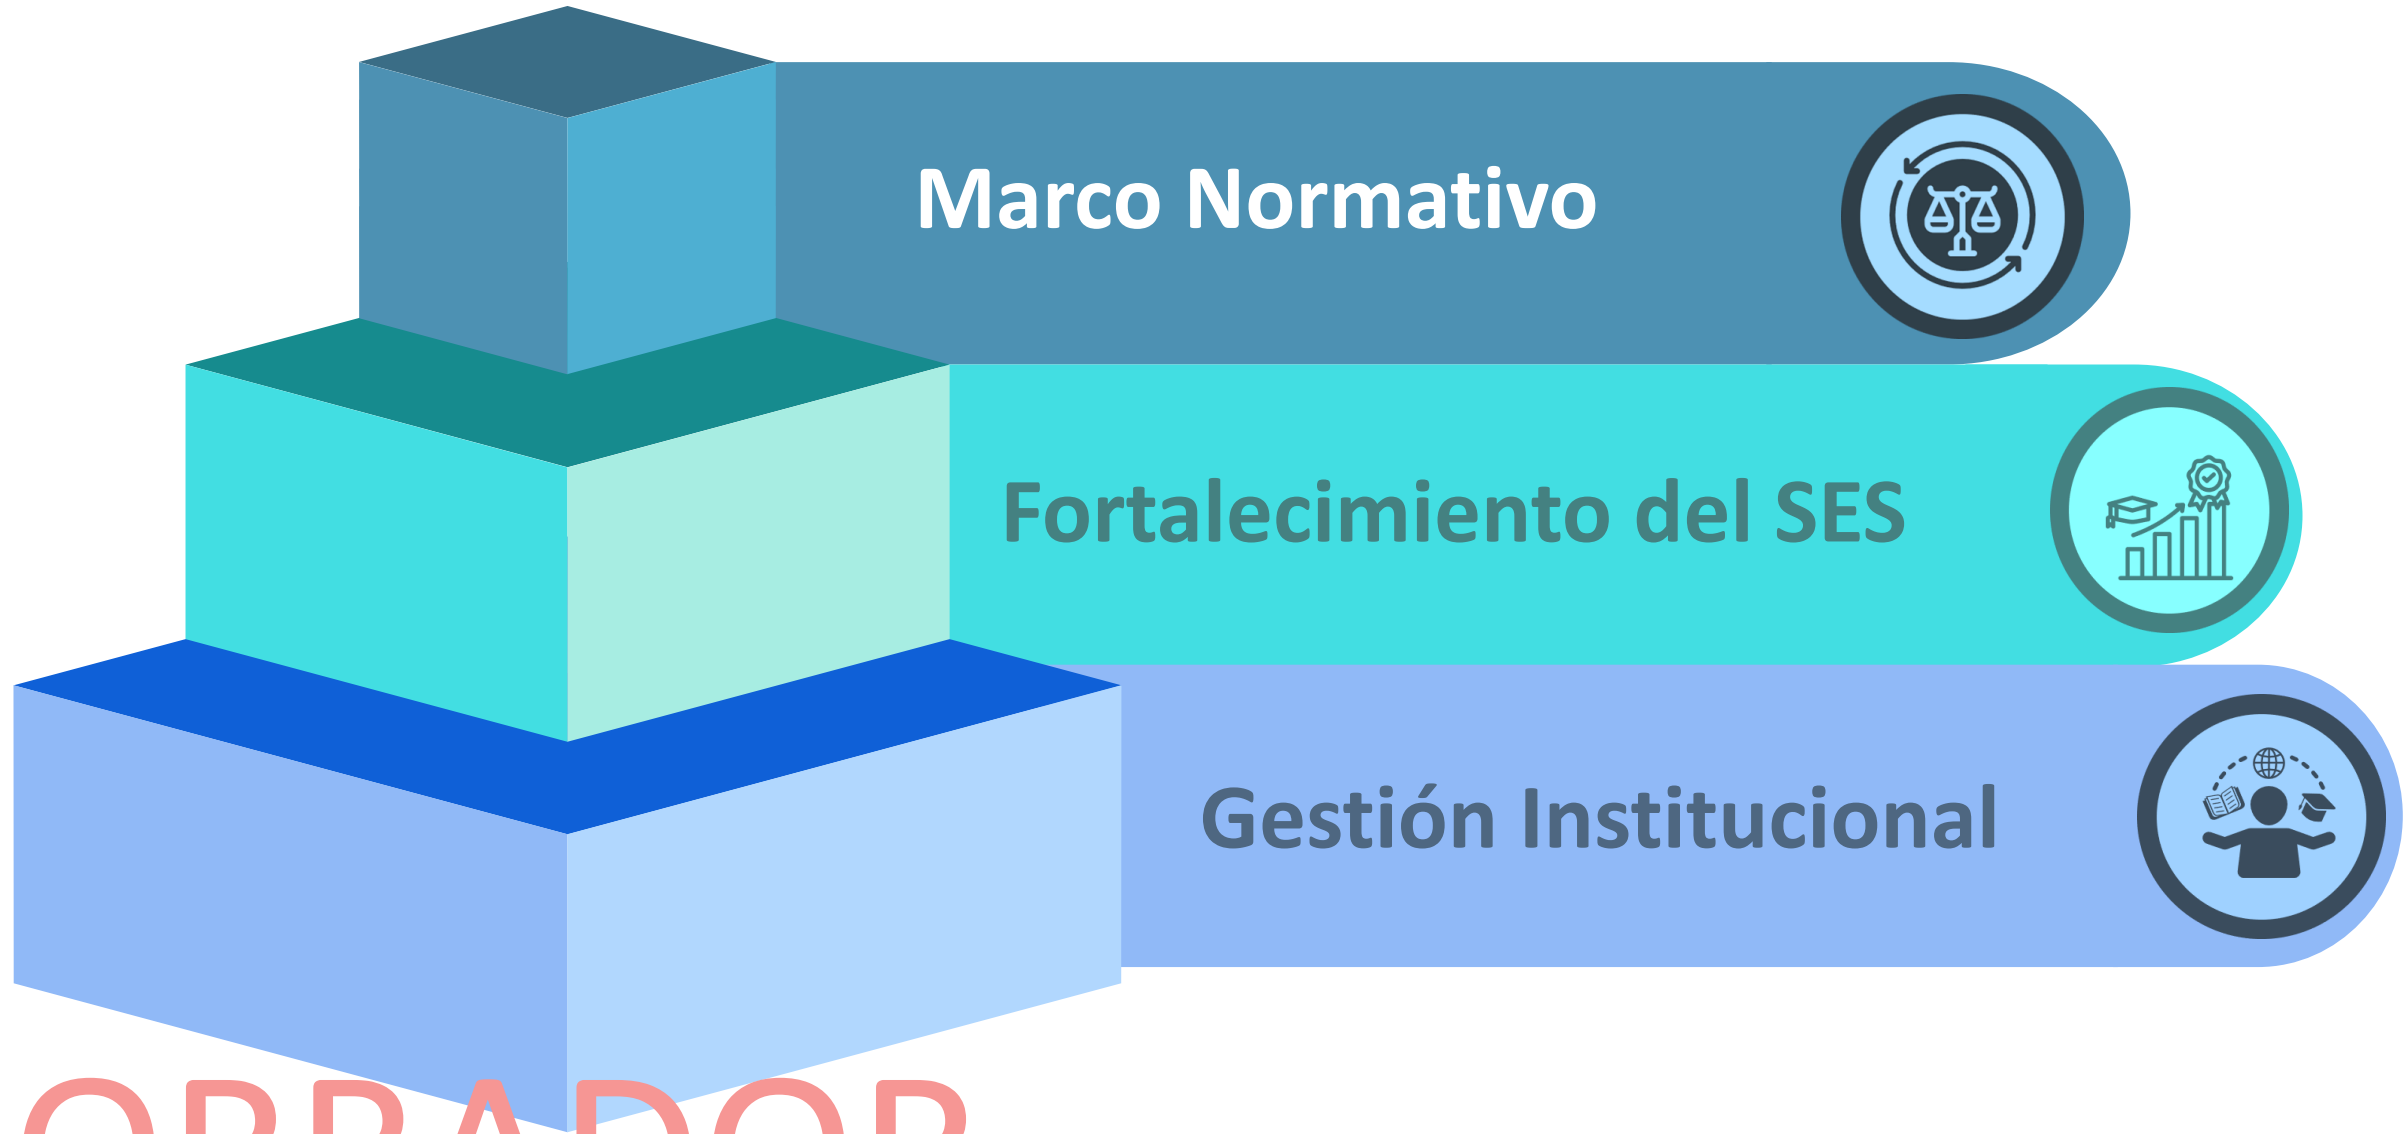 Marco Normativo
Fortalecimiento del SES
Gestión Institucional